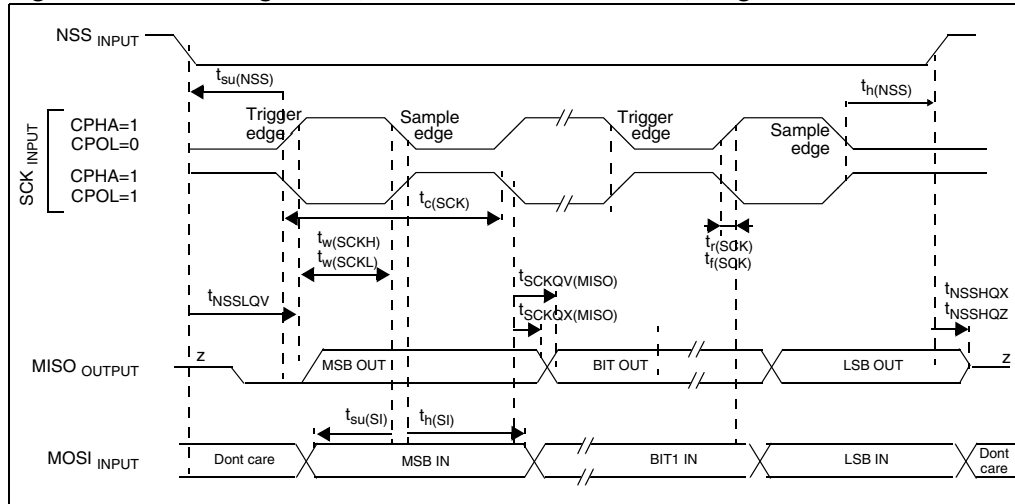 NSS INPUT
tsu(NSS)
th(NSS)
SCK INPUT
CPHA=1
CPOL=0
Trigger
edge
Sample
edge
Trigger
edge
Sample
edge
CPHA=1
CPOL=1
tc(SCK)
tw(SCKH)
tw(SCKL)
tr(SCK)
tf(SCK)
tNSSLQV
tSCKQV(MISO)
tSCKQX(MISO)
tNSSHQX
tNSSHQZ
MISO OUTPUT
z
MSB OUT
BIT OUT
LSB OUT
z
tsu(SI)
th(SI)
MOSI INPUT
Dont care
MSB IN
BIT1 IN
LSB IN
Dont
care